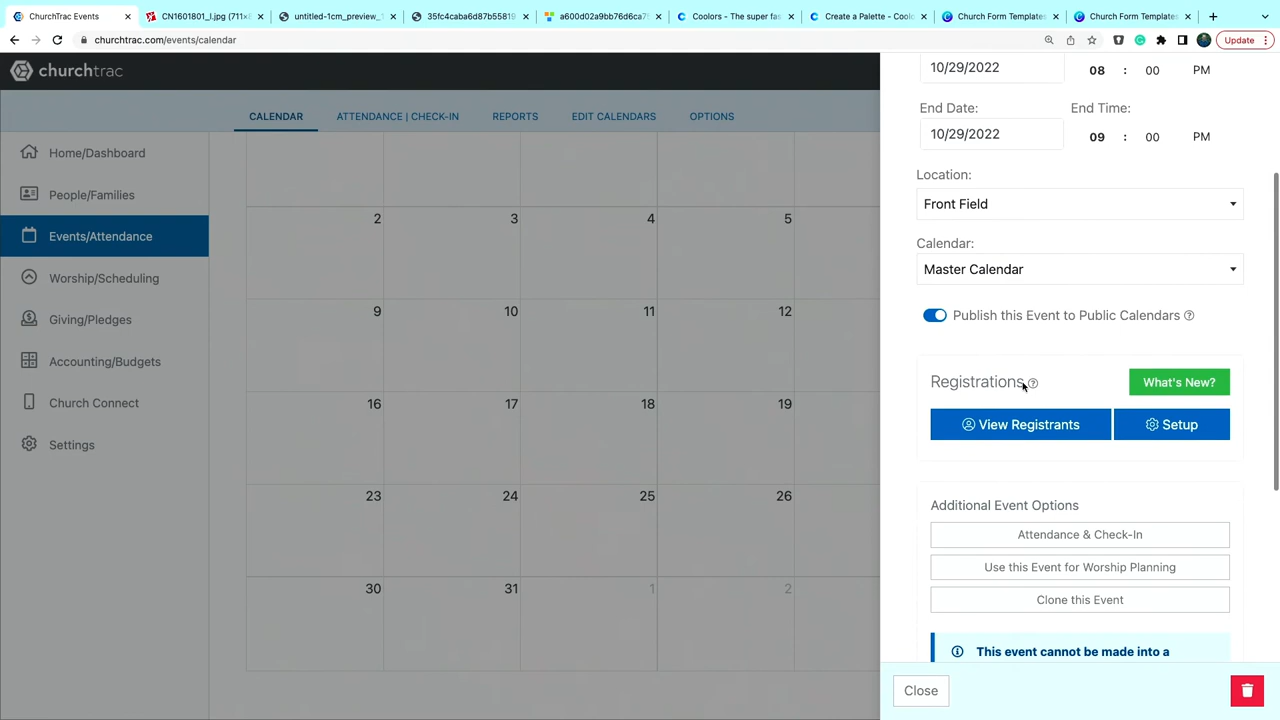 ChurchTrac Events
CN1601801_l.jpg (711×
untitled-1cm_preview_1
35fc4caba6d87b55819
a600d02a9bb76d6ca7
Coolors - The super fas
Create a Palette - Coolo
Church Form Templates
Church Form Templates
churchtrac.com/events/calendar
Update
churchtrac
CALENDAR
ATTENDANCE | CHECK-IN
REPORTS
EDIT CALENDARS
OPTIONS
Home/Dashboard
People/Families
Events/Attendance
Worship/Scheduling
Giving/Pledges
Accounting/Budgets
Church Connect
Settings
2 3 4 5
9 10 11 12
16 17 18 19
23 24 25 26
30 31 1 2
10/29/2022 08 : 00 PM
End Date: End Time:
10/29/2022 09 : 00 PM
Location:
Front Field
Calendar:
Master Calendar
Publish this Event to Public Calendars
Registrations What's New?
View Registrants Setup
Additional Event Options
Attendance & Check-In
Use this Event for Worship Planning
Clone this Event
This event cannot be made into a
Close